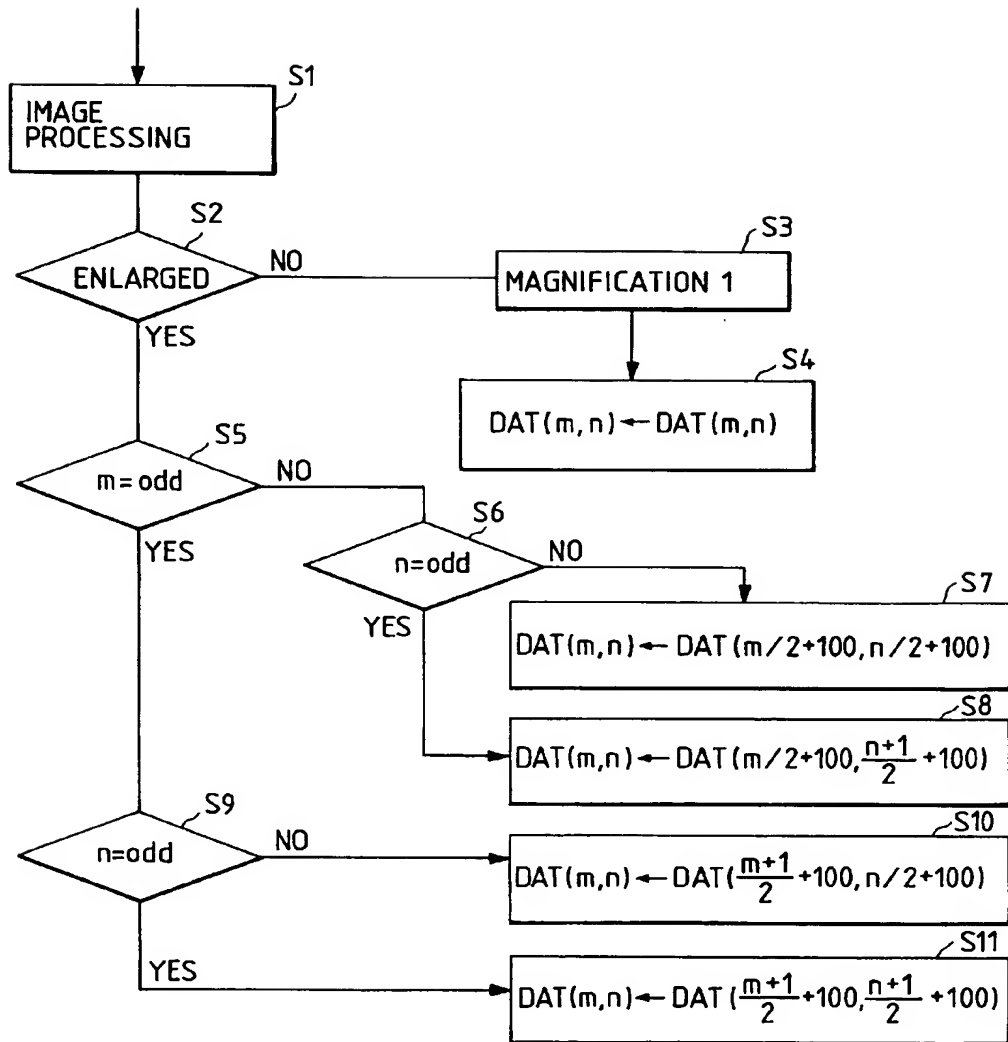 S1
IMAGE
PROCESSING
S2
ENLARGED
NO
YES
S3
MAGNIFICATION 1
S4
DAT(m,n)←DAT(m,n)
S5
m=odd
NO
YES
S6
n=odd
NO
YES
S7
DAT(m,n)←DAT(m/2+100,n/2+100)
S8
DAT(m,n)←DAT(m/2+100,(n+1)/2+100)
S9
n=odd
NO
YES
S10
DAT(m,n)←DAT((m+1)/2+100,n/2+100)
S11
DAT(m,n)←DAT((m+1)/2+100,(n+1)/2+100)